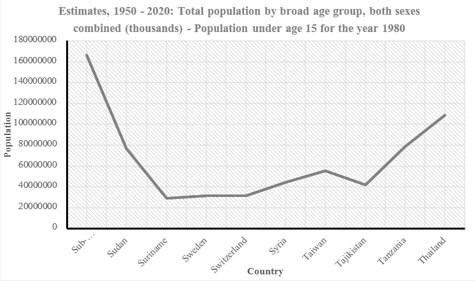 Estimates, 1950 - 2020: Total population by broad age group, both sexes
combined (thousands) - Population under age 15 for the year 1980
180000000
160000000
140000000
120000000
100000000
80000000
60000000
40000000
20000000
0
Population
Sub-...
Sudan
Suriname
Sweden
Switzerland
Syria
Taiwan
Tajikistan
Tanzania
Thailand
Country